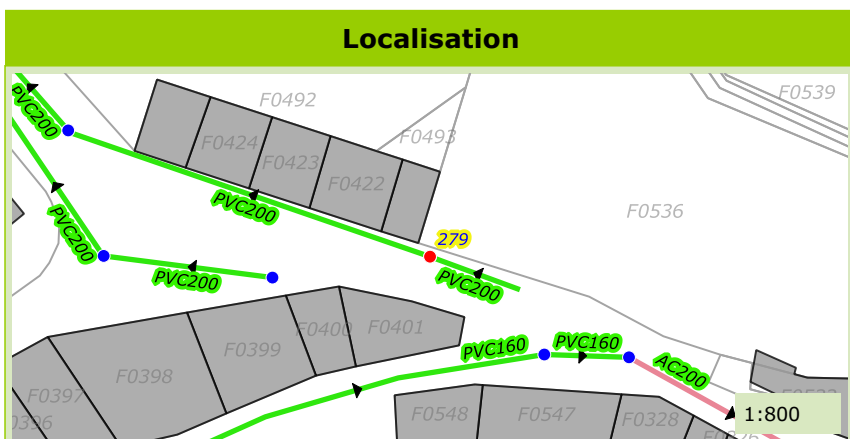 Localisation
F0492
F0539
PVC200
F0424
F0493
F0423
F0422
PVC200
F0536
PVC200
279
PVC200
PVC200
F0400
F0401
F0399
PVC160
PVC160
F0398
AC200
F0397
F0548
F0547
F0328
1:800